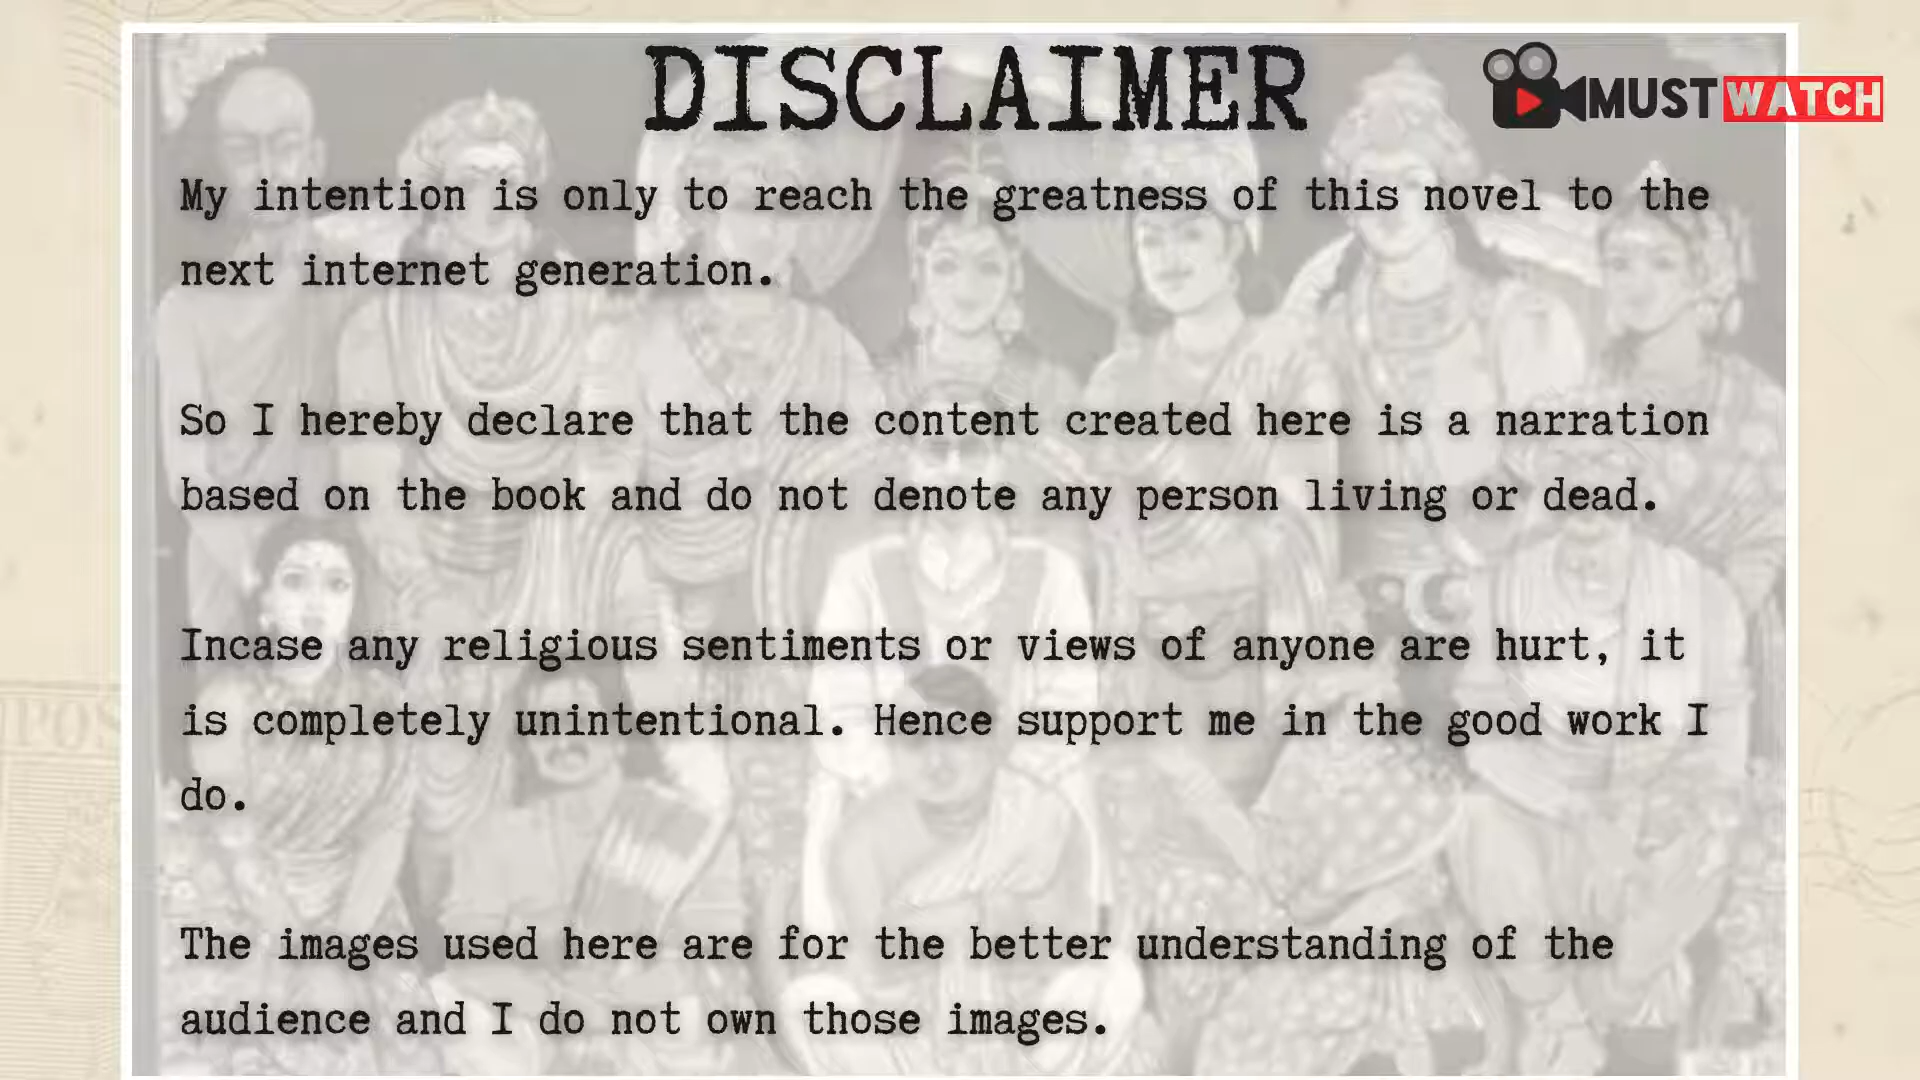 DISCLAIMER
MUST WATCH
My intention is only to reach the greatness of this novel to the
next internet generation.
So I hereby declare that the content created here is a narration
based on the book and do not denote any person living or dead.
Incase any religious sentiments or views of anyone are hurt, it
is completely unintentional. Hence support me in the good work I
do.
The images used here are for the better understanding of the
audience and I do not own those images.